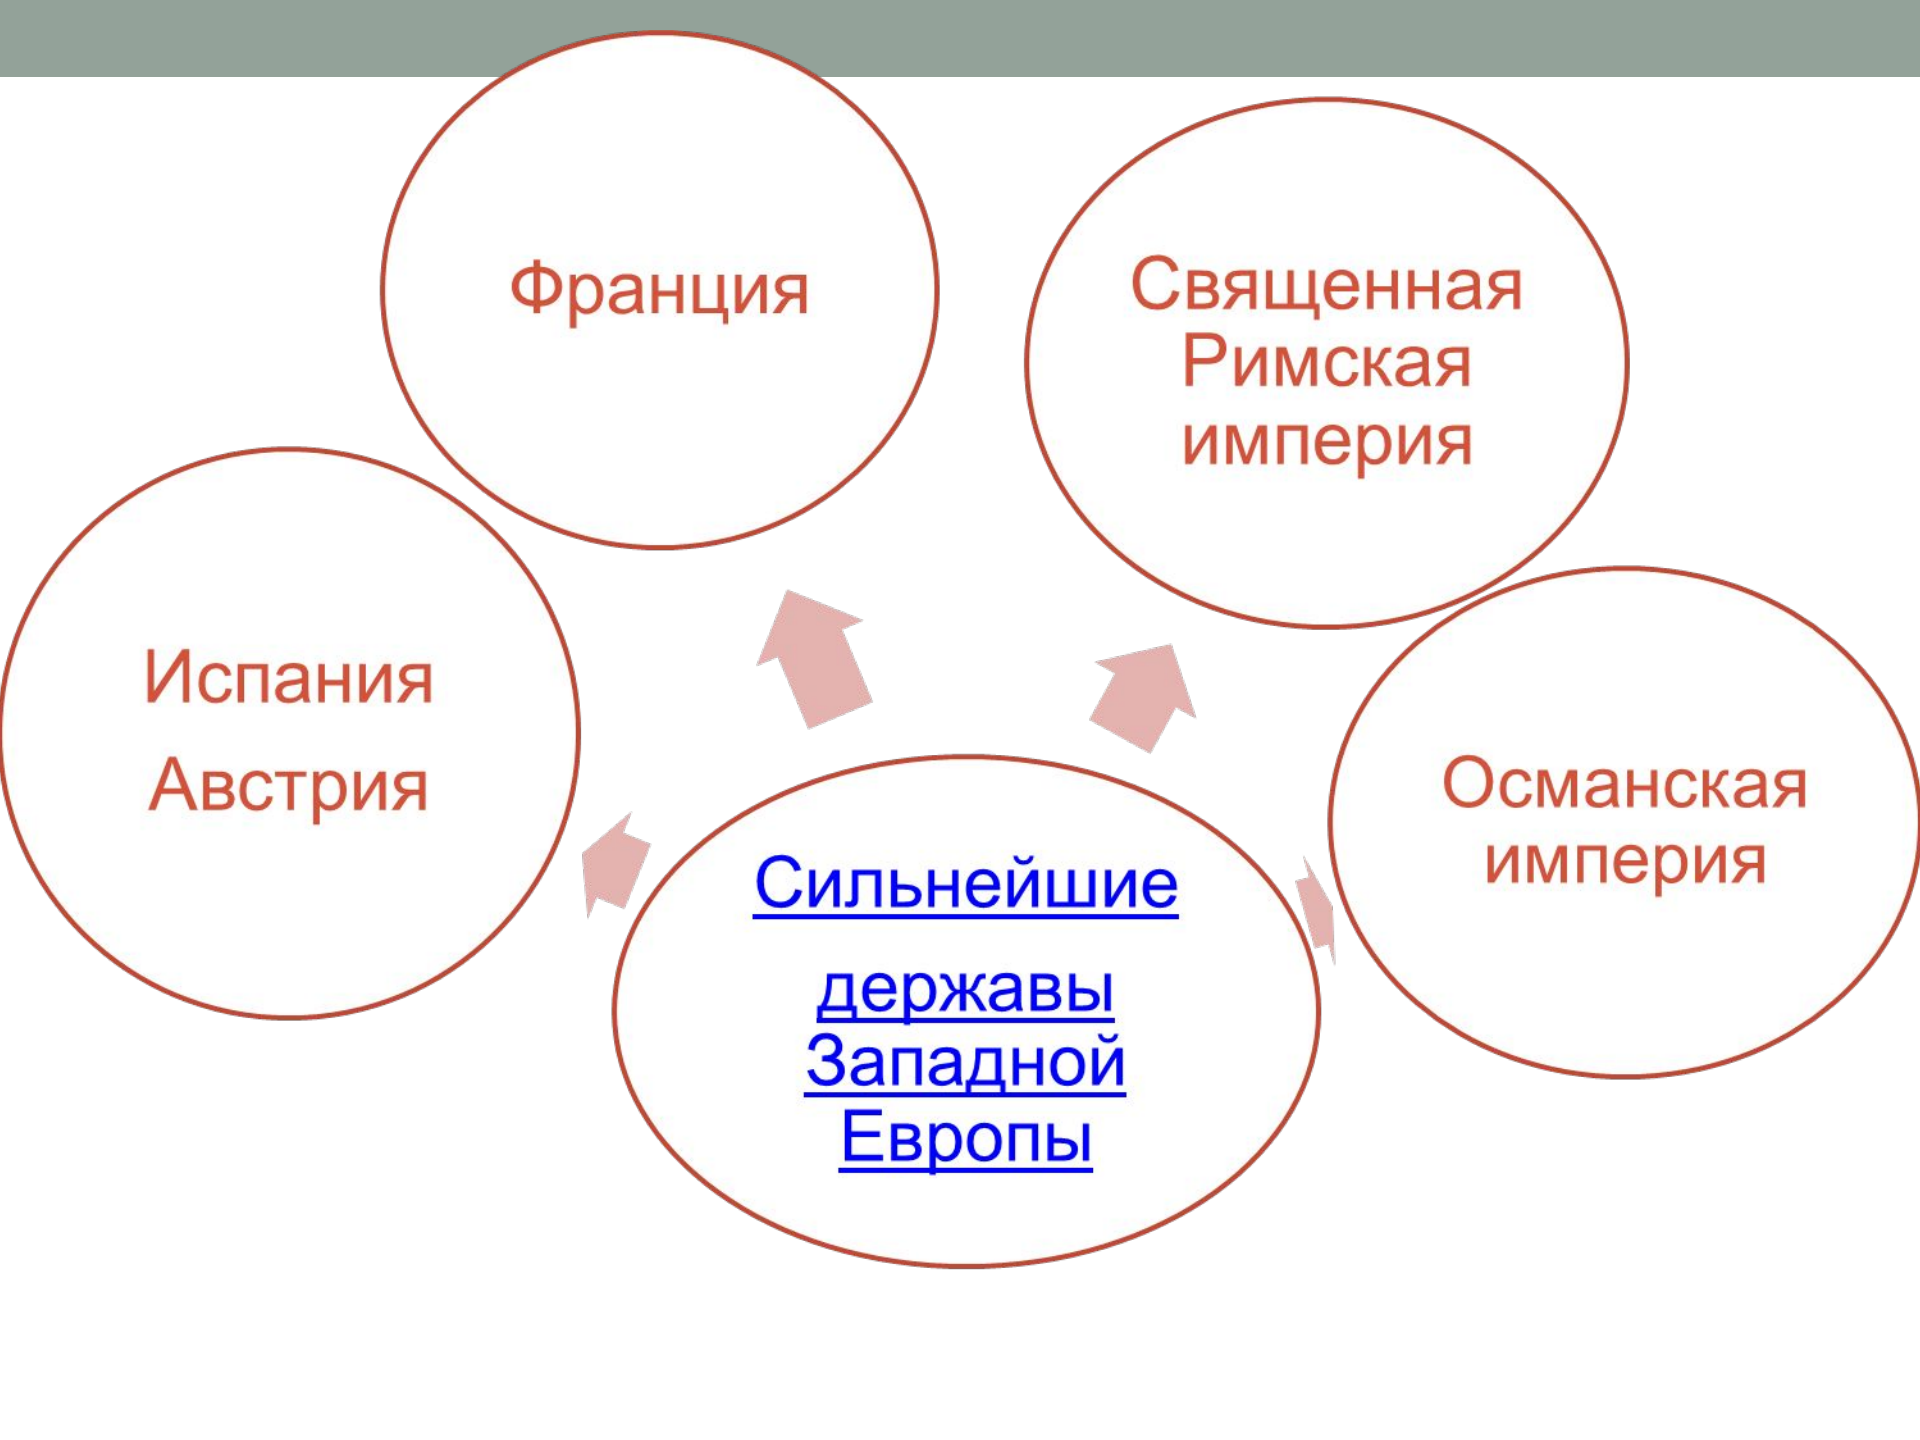 Франция
Священная
Римская
империя
Испания
Австрия
Османская
империя
Сильнейшие
державы
Западной
Европы